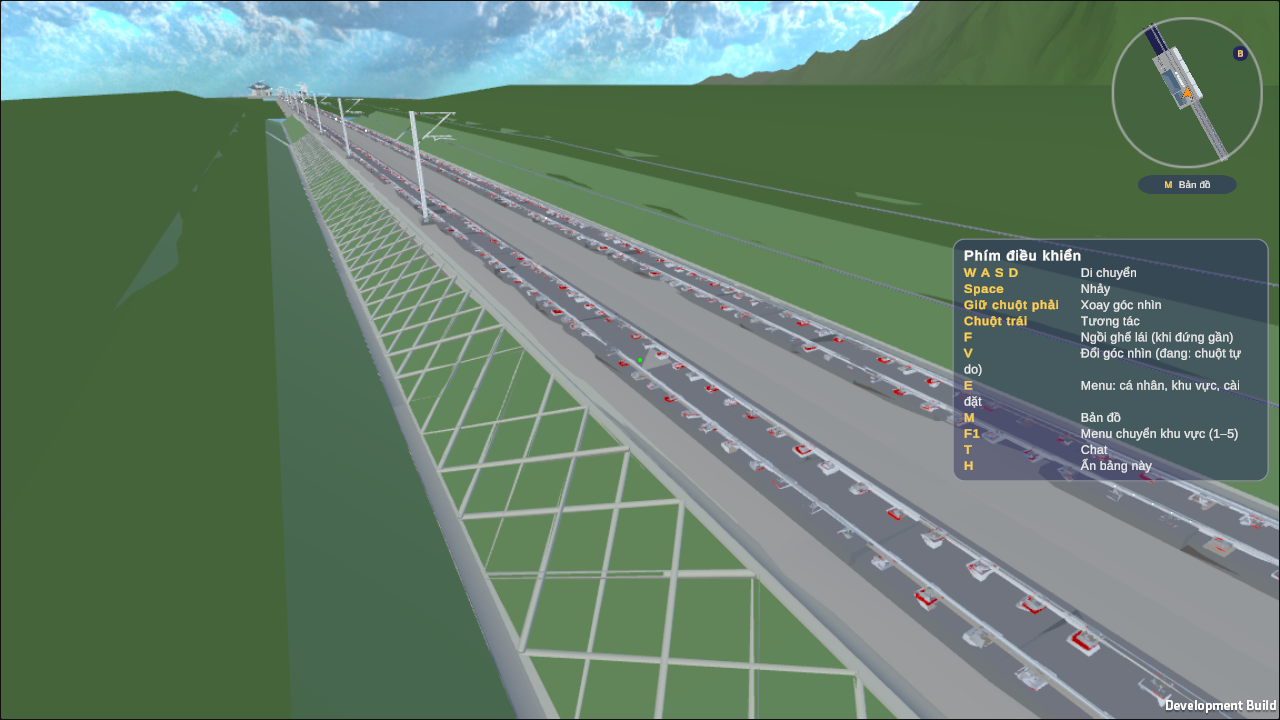 B
M Bản đồ
Phím điều khiển
W A S D Di chuyển
Space Nhảy
Giữ chuột phải Xoay góc nhìn
Chuột trái Tương tác
F Ngồi ghế lái (khi đứng gần)
V Đổi góc nhìn (đang: chuột tự
do)
E Menu: cá nhân, khu vực, cài
đặt
M Bản đồ
F1 Menu chuyển khu vực (1–5)
T Chat
H Ẩn bảng này
Development Build